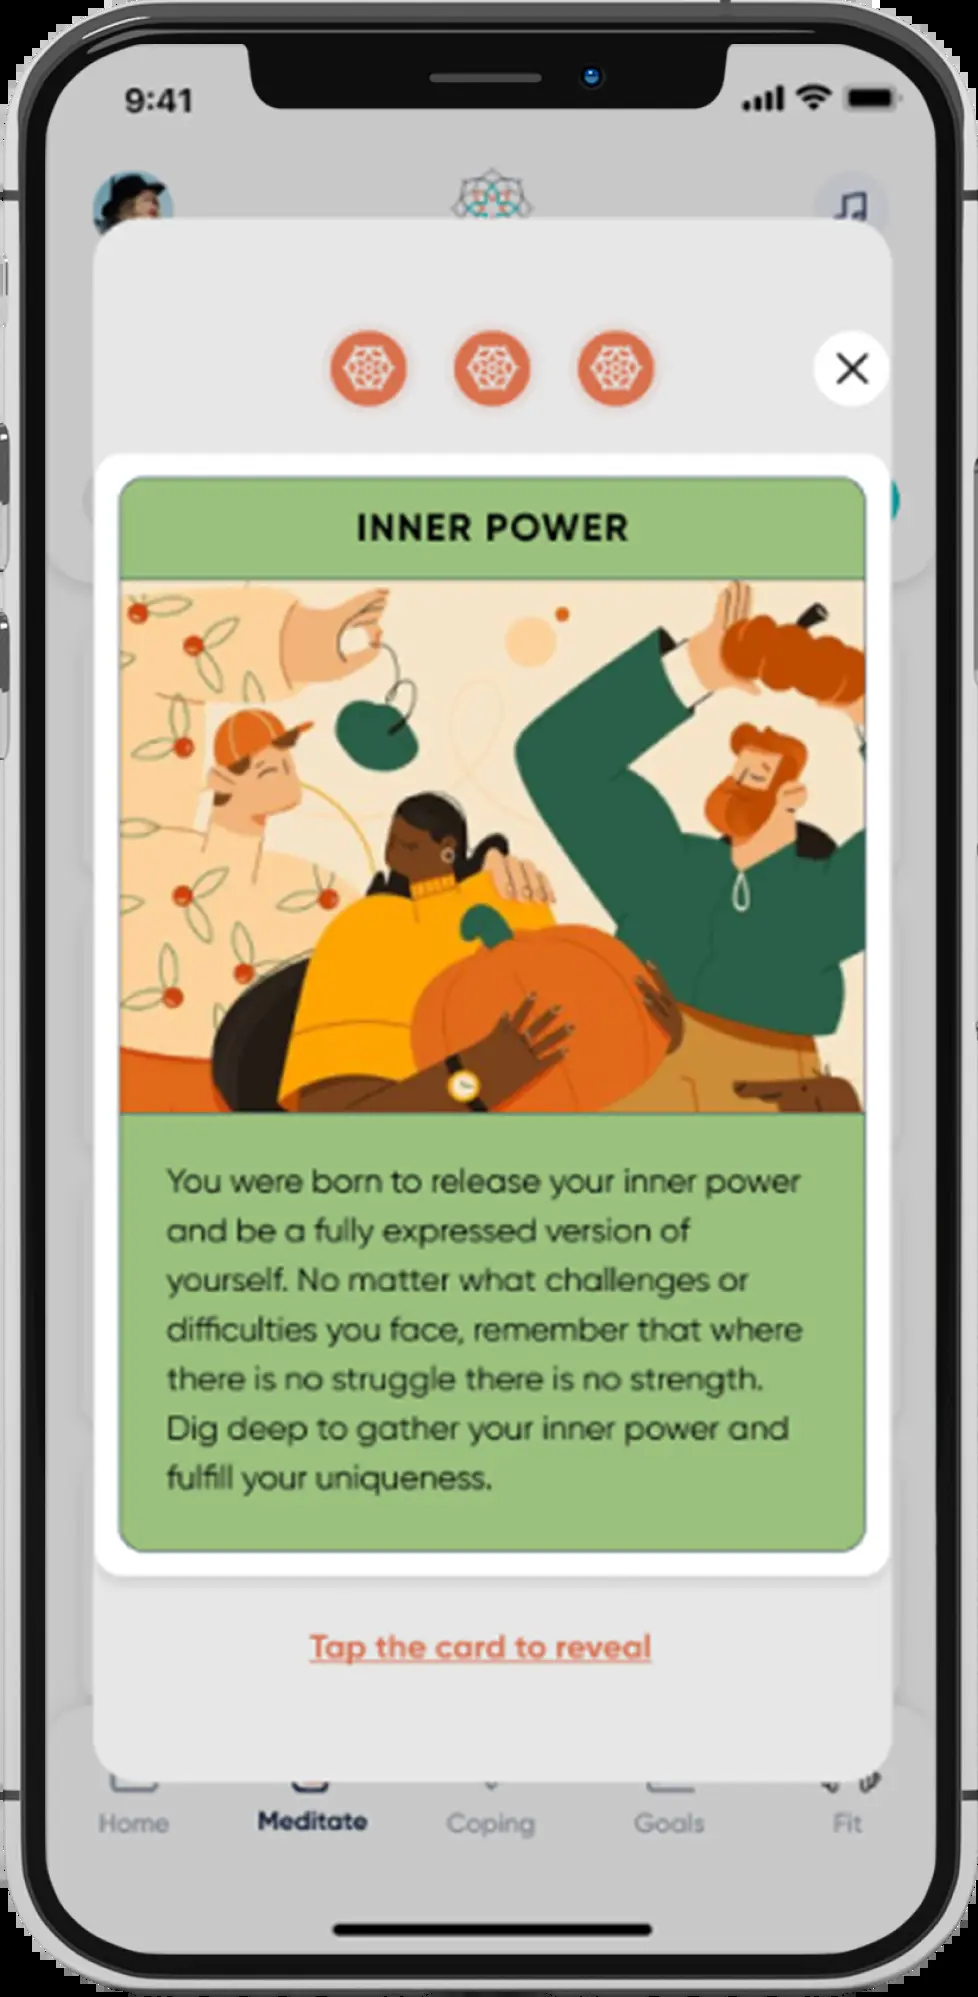 9:41
INNER POWER
You were born to release your inner power
and be a fully expressed version of
yourself. No matter what challenges or
difficulties you face, remember that where
there is no struggle there is no strength.
Dig deep to gather your inner power and
fulfill your uniqueness.
Tap the card to reveal
Home Meditate Coping Goals Fit